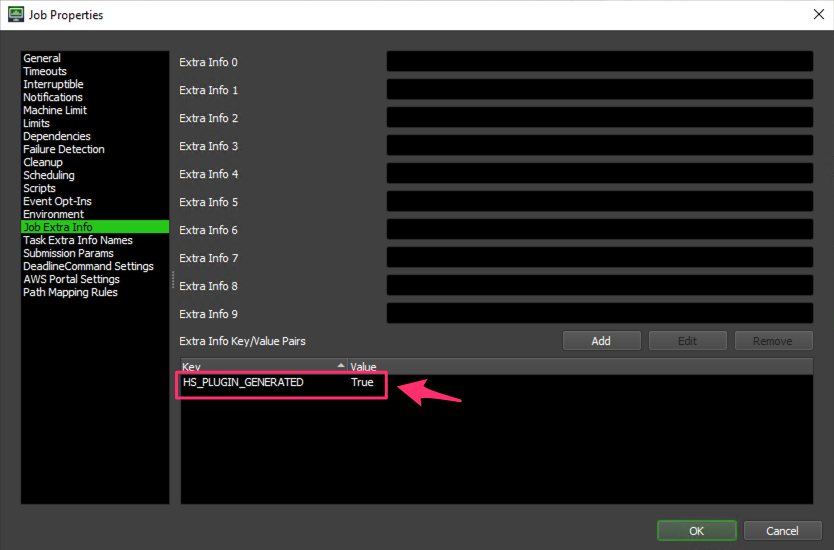 Job Properties
General
Timeouts
Interruptible
Notifications
Machine Limit
Limits
Dependencies
Failure Detection
Cleanup
Scheduling
Scripts
Event Opt-Ins
Environment
Job Extra Info
Task Extra Info Names
Submission Params
DeadlineCommand Settings
AWS Portal Settings
Path Mapping Rules
Extra Info 0
Extra Info 1
Extra Info 2
Extra Info 3
Extra Info 4
Extra Info 5
Extra Info 6
Extra Info 7
Extra Info 8
Extra Info 9
Extra Info Key/Value Pairs Add Edit Remove
Key Value
HS_PLUGIN_GENERATED True
OK Cancel